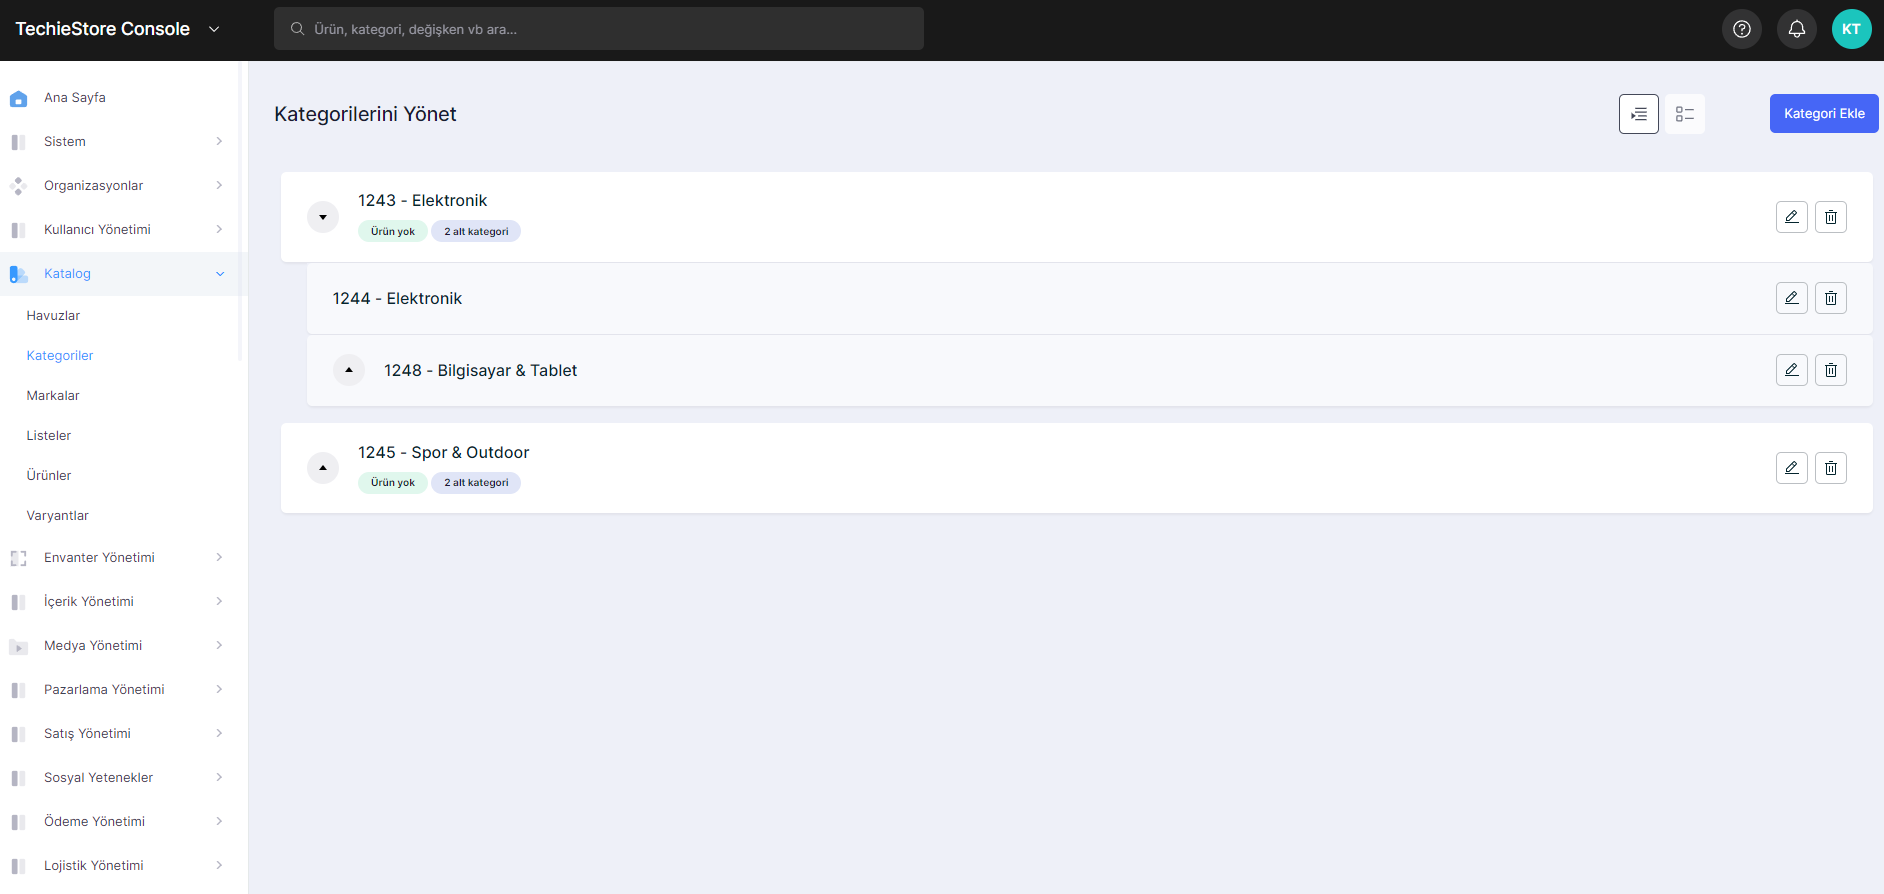 TechieStore Console
Ürün, kategori, değişken vb ara...
KT
Ana Sayfa
Sistem
Organizasyonlar
Kullanıcı Yönetimi
Katalog
Havuzlar
Kategoriler
Markalar
Listeler
Ürünler
Varyantlar
Envanter Yönetimi
İçerik Yönetimi
Medya Yönetimi
Pazarlama Yönetimi
Satış Yönetimi
Sosyal Yetenekler
Ödeme Yönetimi
Lojistik Yönetimi
Kategorilerini Yönet
Kategori Ekle
1243 - Elektronik
Ürün yok 2 alt kategori
1244 - Elektronik
1248 - Bilgisayar & Tablet
1245 - Spor & Outdoor
Ürün yok 2 alt kategori